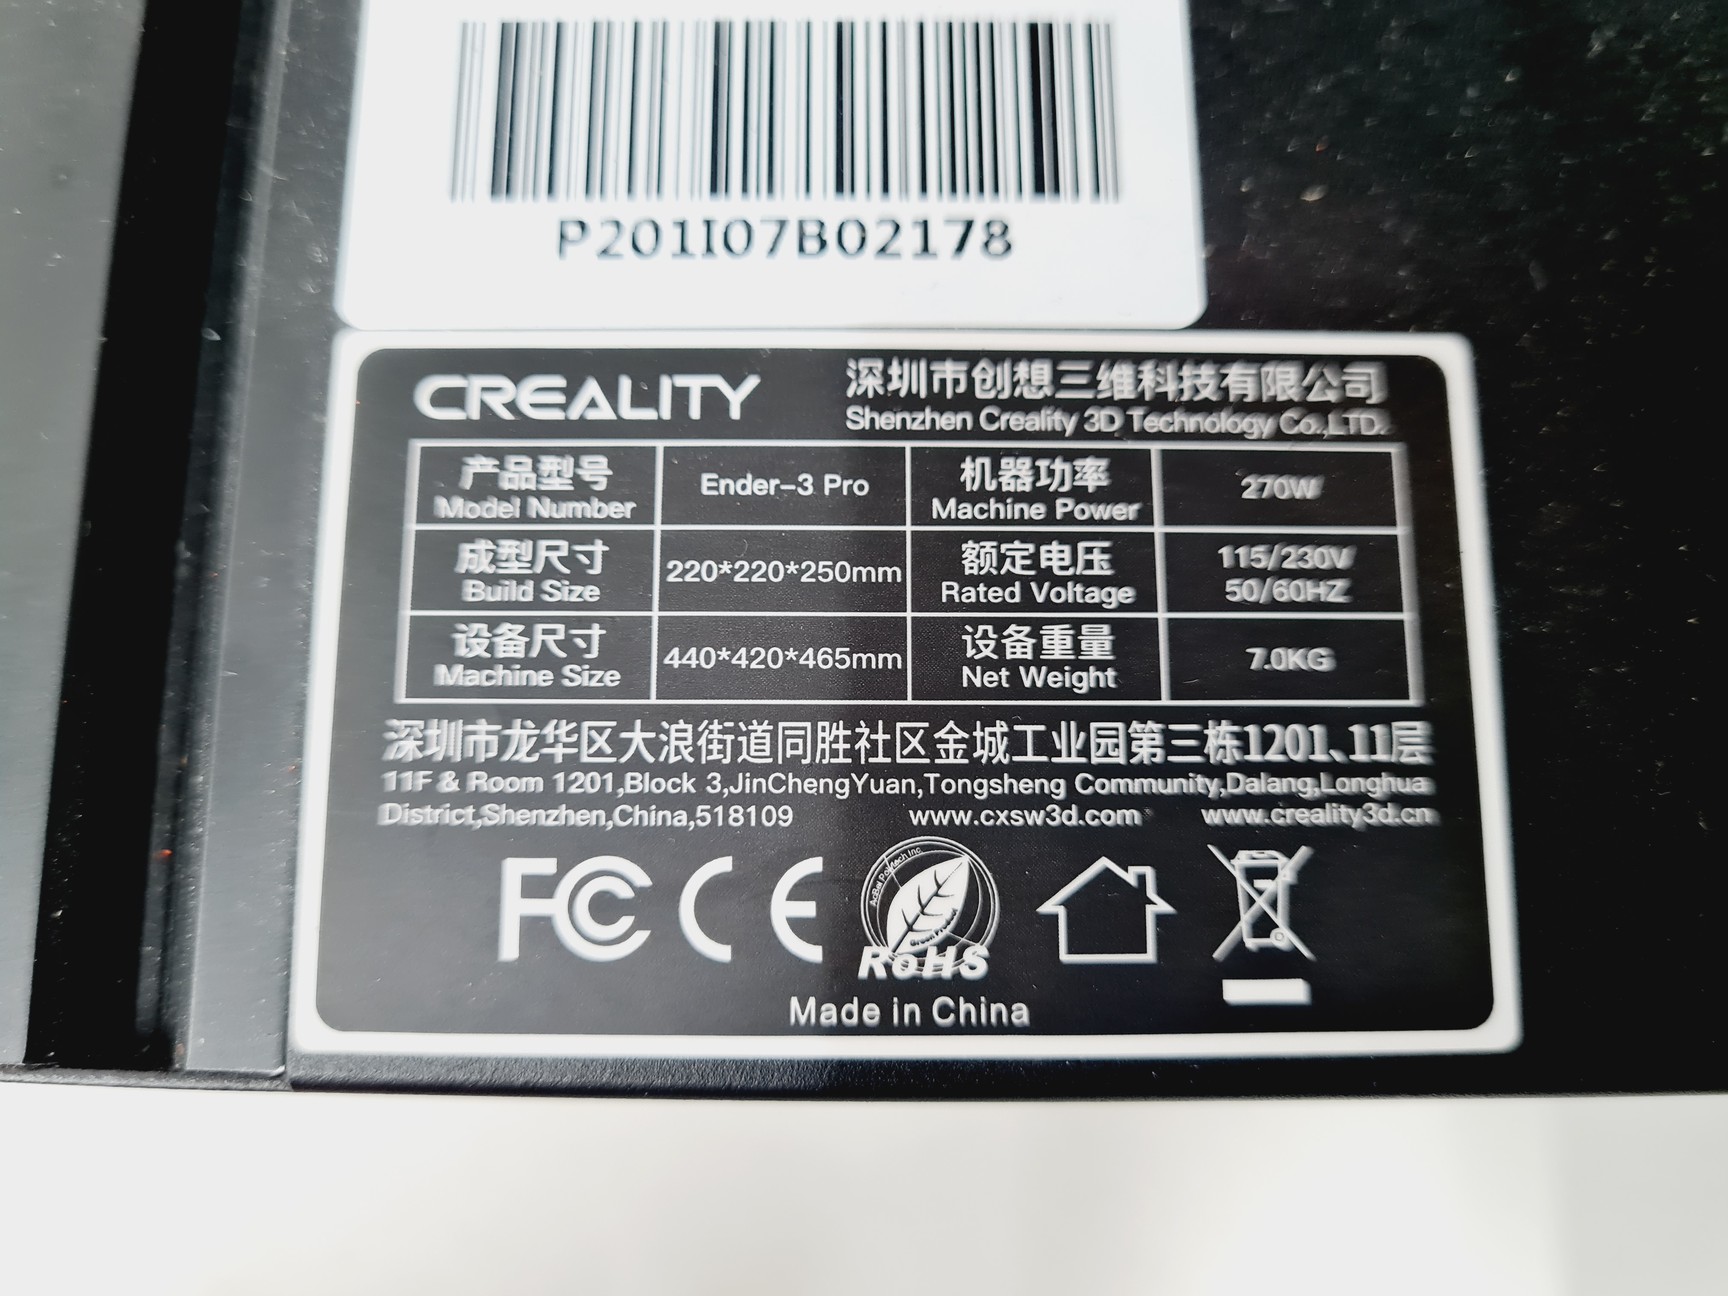 P201I07B02178
CREALITY
深圳市创想三维科技有限公司
Shenzhen Creality 3D Technology Co.,LTD.
产品型号
Model Number
Ender-3 Pro
机器功率
Machine Power
270W
成型尺寸
Build Size
220*220*250mm
额定电压
Rated Voltage
115/230V
50/60HZ
设备尺寸
Machine Size
440*420*465mm
设备重量
Net Weight
7.0KG
深圳市龙华区大浪街道同胜社区金城工业园第三栋1201、11层
11F & Room 1201,Block 3,JinChengYuan,Tongsheng Community,Dalang,Longhua
District,Shenzhen,China,518109 www.cxsw3d.com www.creality3d.cn
FC CE
Green Product
RoHS
Made in China